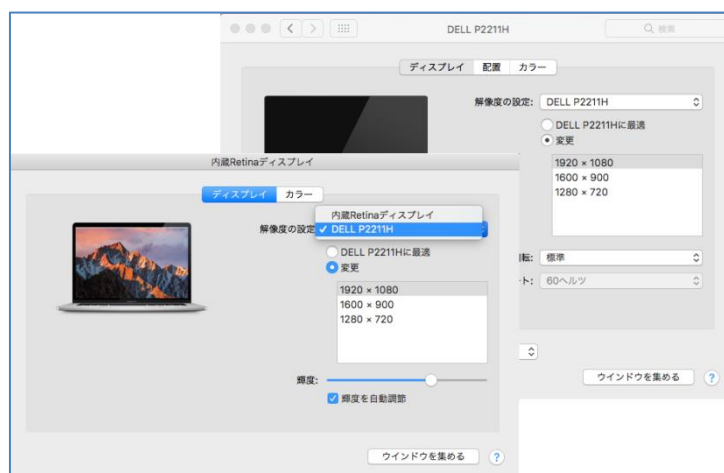 DELL P2211H
検索
ディスプレイ 配置 カラー
解像度の設定: DELL P2211H
DELL P2211Hに最適
変更
1920 × 1080
1600 × 900
1280 × 720
転: 標準
ト: 60ヘルツ
ウインドウを集める ?
内蔵Retinaディスプレイ
ディスプレイ カラー
解像度の設定
内蔵Retinaディスプレイ
✓ DELL P2211H
DELL P2211Hに最適
変更
1920 × 1080
1600 × 900
1280 × 720
輝度:
輝度を自動調節
ウインドウを集める ?